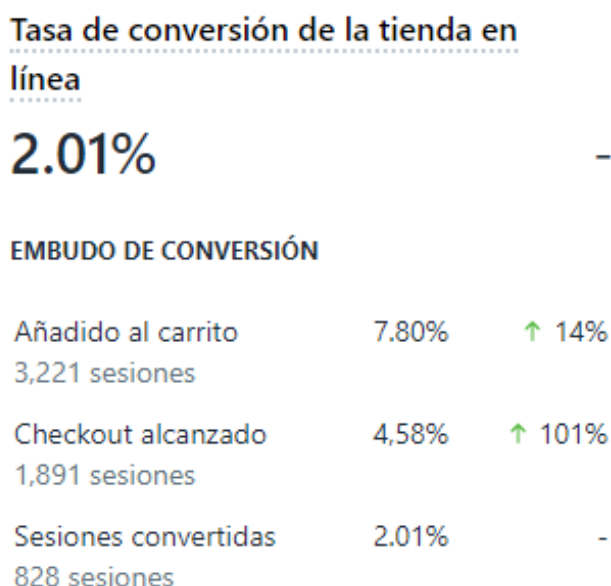 Tasa de conversión de la tienda en
línea
2.01% -
EMBUDO DE CONVERSIÓN
Añadido al carrito 7.80% ↑ 14%
3,221 sesiones
Checkout alcanzado 4,58% ↑ 101%
1,891 sesiones
Sesiones convertidas 2.01% -
828 sesiones